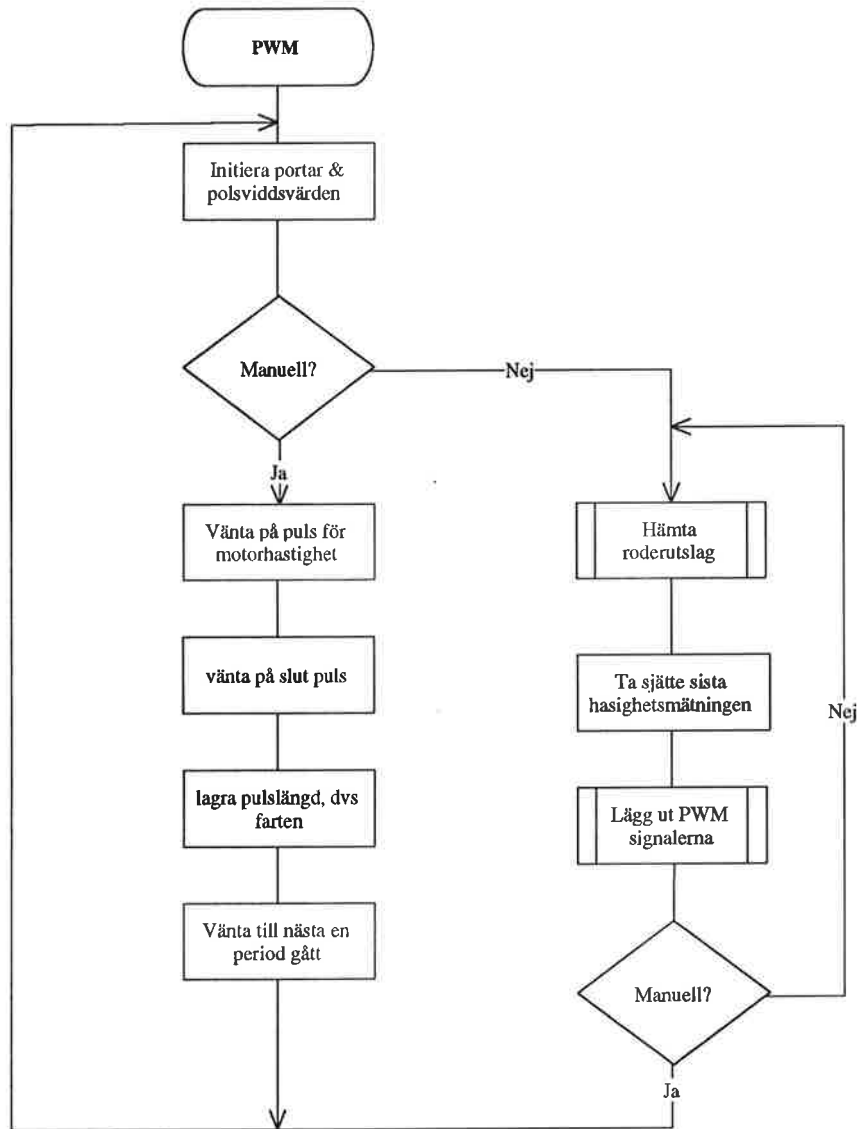 PWM
Initiera portar &
polsviddsvärden
Manuell?
Nej
Ja
Vänta på puls för
motorhastighet
vänta på slut puls
lagra pulslängd, dvs
farten
Vänta till nästa en
period gått
Hämta
roderutslag
Ta sjätte sista
hasighetsmätningen
Lägg ut PWM
signalerna
Manuell?
Nej
Ja